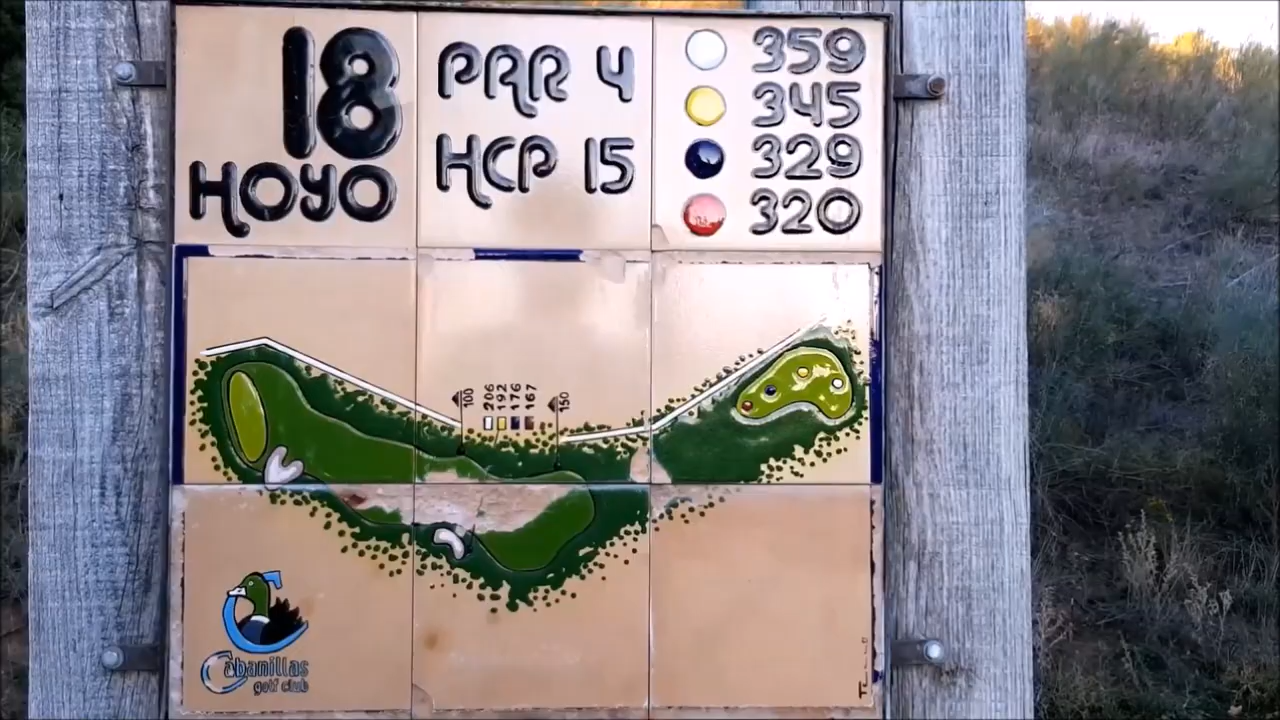 18
HOYO
PAR 4
HCP 15
359
345
329
320
100
206
192
176
167
150
Cabanillas
golf club